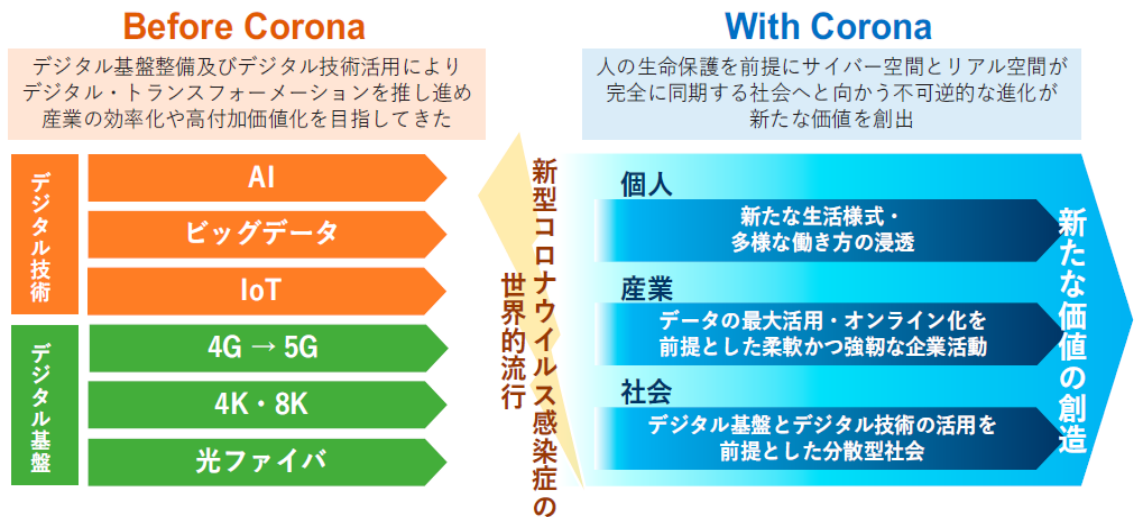 Before Corona
デジタル基盤整備及びデジタル技術活用により
デジタル・トランスフォーメーションを推し進め
産業の効率化や高付加価値化を目指してきた
デジタル技術
AI
ビッグデータ
IoT
デジタル基盤
4G→5G
4K・8K
光ファイバ
新型コロナウイルス感染症の
世界的流行
With Corona
人の生命保護を前提にサイバー空間とリアル空間が
完全に同期する社会へと向かう不可逆的な進化が
新たな価値を創出
個人
新たな生活様式・
多様な働き方の浸透
産業
データの最大活用・オンライン化を
前提とした柔軟かつ強靭な企業活動
社会
デジタル基盤とデジタル技術の活用を
前提とした分散型社会
新たな価値の創造